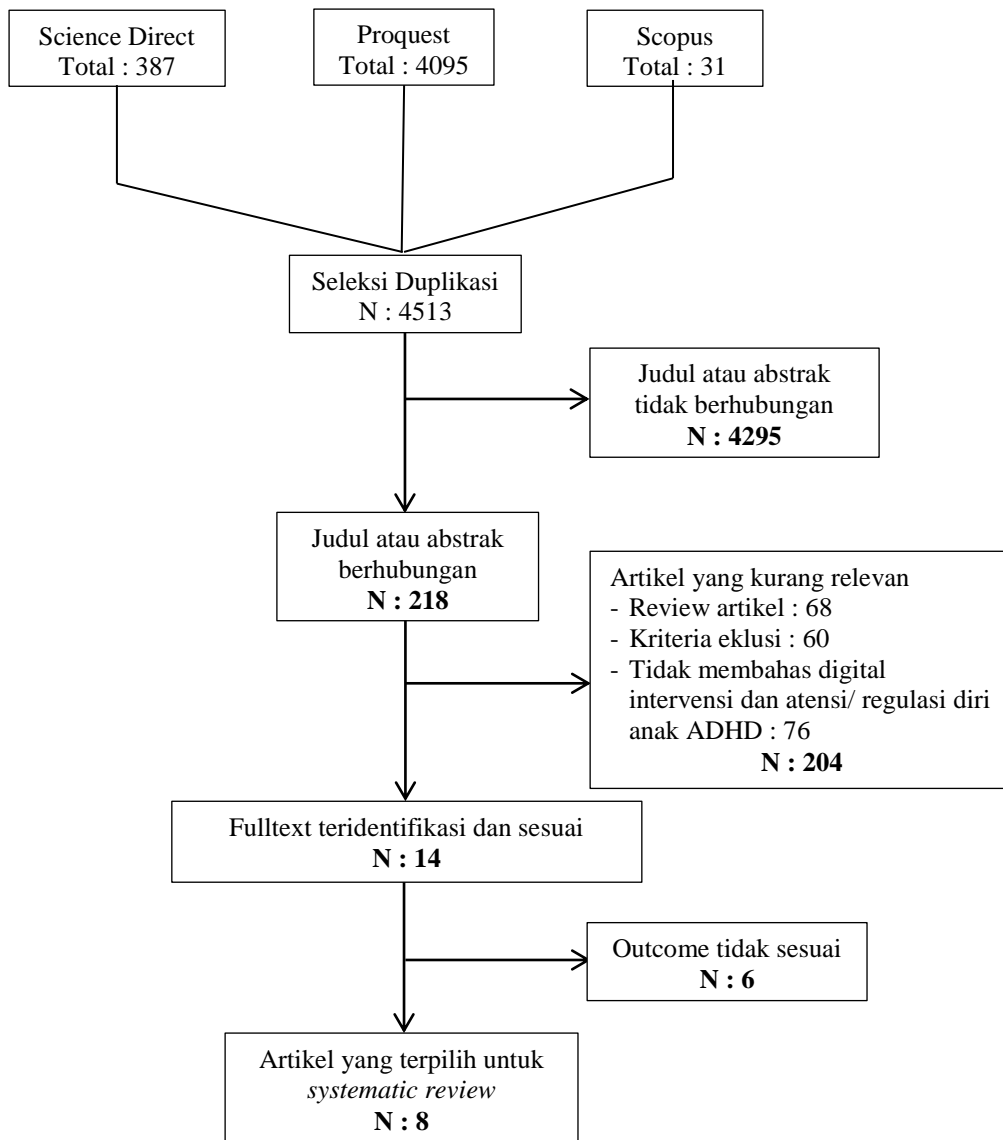 Science Direct
Total : 387
Proquest
Total : 4095
Scopus
Total : 31
Seleksi Duplikasi
N : 4513
Judul atau abstrak
tidak berhubungan
N : 4295
Judul atau abstrak
berhubungan
N : 218
Artikel yang kurang relevan
- Review artikel : 68
- Kriteria eklusi : 60
- Tidak membahas digital
intervensi dan atensi/ regulasi diri
anak ADHD : 76
N : 204
Fulltext teridentifikasi dan sesuai
N : 14
Outcome tidak sesuai
N : 6
Artikel yang terpilih untuk
systematic review
N : 8